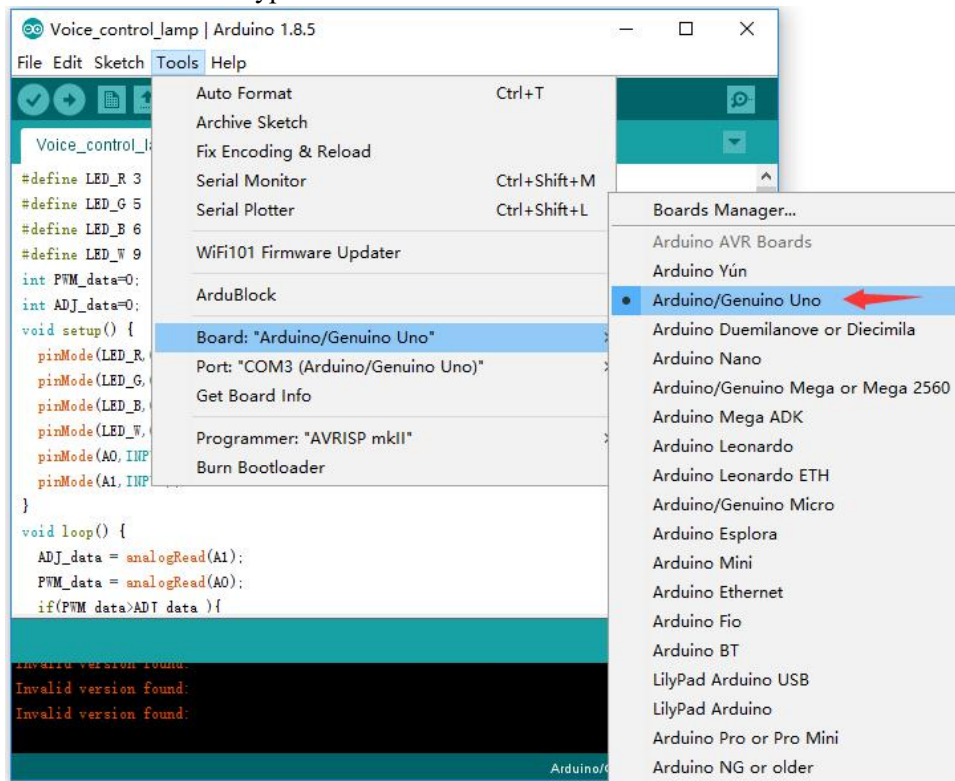 Voice_control_lamp | Arduino 1.8.5
File Edit Sketch Tools Help
Voice_control_l
#define LED_R 3
#define LED_G 5
#define LED_B 6
#define LED_W 9
int PWM_data=0;
int ADJ_data=0;
void setup() {
pinMode(LED_R,
pinMode(LED_G,
pinMode(LED_B,
pinMode(LED_W,
pinMode(A0, INP
pinMode(A1, INP
}
void loop() {
ADJ_data = analogRead(A1);
PWM_data = analogRead(A0);
if(PWM_data>ADJ_data ){
Auto Format Ctrl+T
Archive Sketch
Fix Encoding & Reload
Serial Monitor Ctrl+Shift+M
Serial Plotter Ctrl+Shift+L
WiFi101 Firmware Updater
ArduBlock
Board: "Arduino/Genuino Uno"
Port: "COM3 (Arduino/Genuino Uno)"
Get Board Info
Programmer: "AVRISP mkII"
Burn Bootloader
Boards Manager...
Arduino AVR Boards
Arduino Yún
Arduino/Genuino Uno
Arduino Duemilanove or Diecimila
Arduino Nano
Arduino/Genuino Mega or Mega 2560
Arduino Mega ADK
Arduino Leonardo
Arduino Leonardo ETH
Arduino/Genuino Micro
Arduino Esplora
Arduino Mini
Arduino Ethernet
Arduino Fio
Arduino BT
LilyPad Arduino USB
LilyPad Arduino
Arduino Pro or Pro Mini
Arduino NG or older
Invalid version found:
Invalid version found:
Invalid version found:
Arduino/